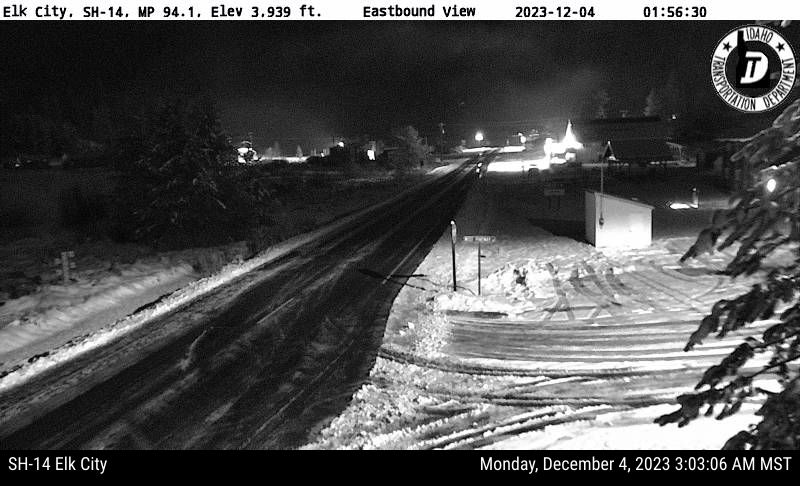 Elk City, SH-14, MP 94.1, Elev 3,939 ft. Eastbound View 2023-12-04 01:56:30
IDAHO
TRANSPORTATION DEPARTMENT
SH-14 Elk City
Monday, December 4, 2023 3:03:06 AM MST